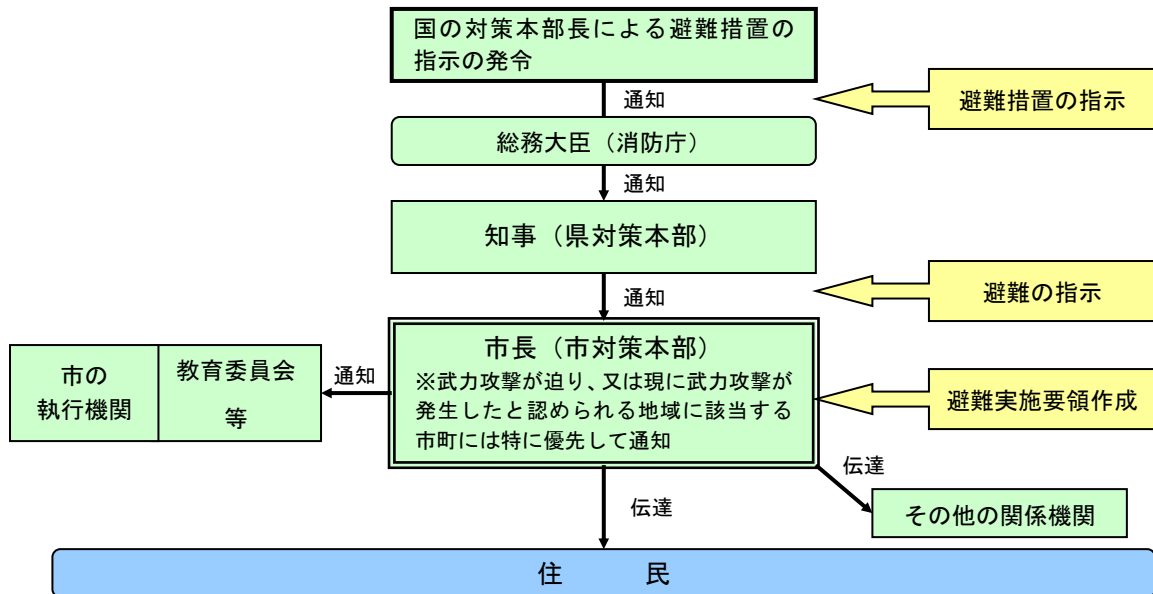 国の対策本部長による避難措置の
指示の発令
通知
避難措置の指示
総務大臣（消防庁）
通知
知事（県対策本部）
通知
避難の指示
市長（市対策本部）
※武力攻撃が迫り、又は現に武力攻撃が
発生したと認められる地域に該当する
市町には特に優先して通知
通知
市の
執行機関
教育委員会
等
避難実施要領作成
伝達
その他の関係機関
伝達
住　　　民